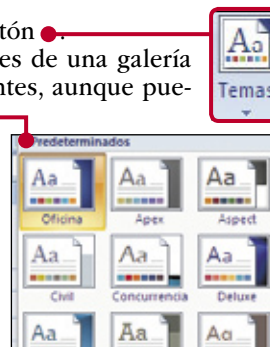 tón
es de una galería
ntes, aunque pue-
Aa
Temas
Predeterminados
Aa Aa Aa
Oficina Apex Aspect
Aa Aa Aa
Civil Concurrencia Deluxe
Aa Aa Aa